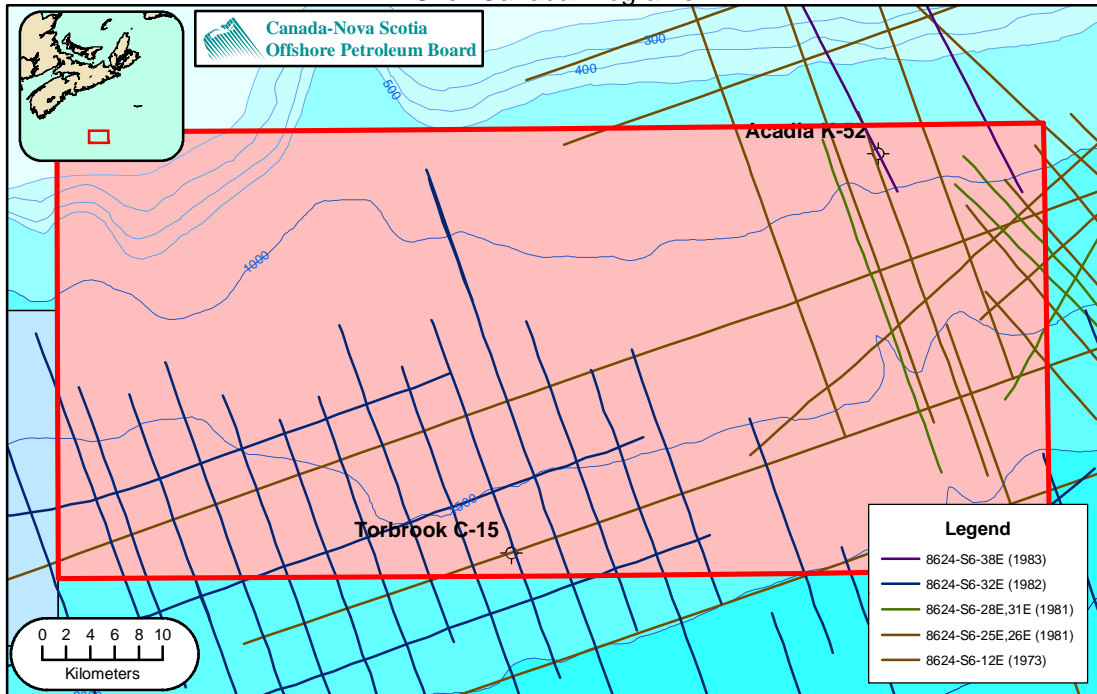 Canada-Nova Scotia
Offshore Petroleum Board
300
400
500
Acadia K-52
1000
Torbrook C-15
Legend
8624-S6-38E (1983)
8624-S6-32E (1982)
8624-S6-28E,31E (1981)
8624-S6-25E,26E (1981)
8624-S6-12E (1973)
0 2 4 6 8 10
Kilometers